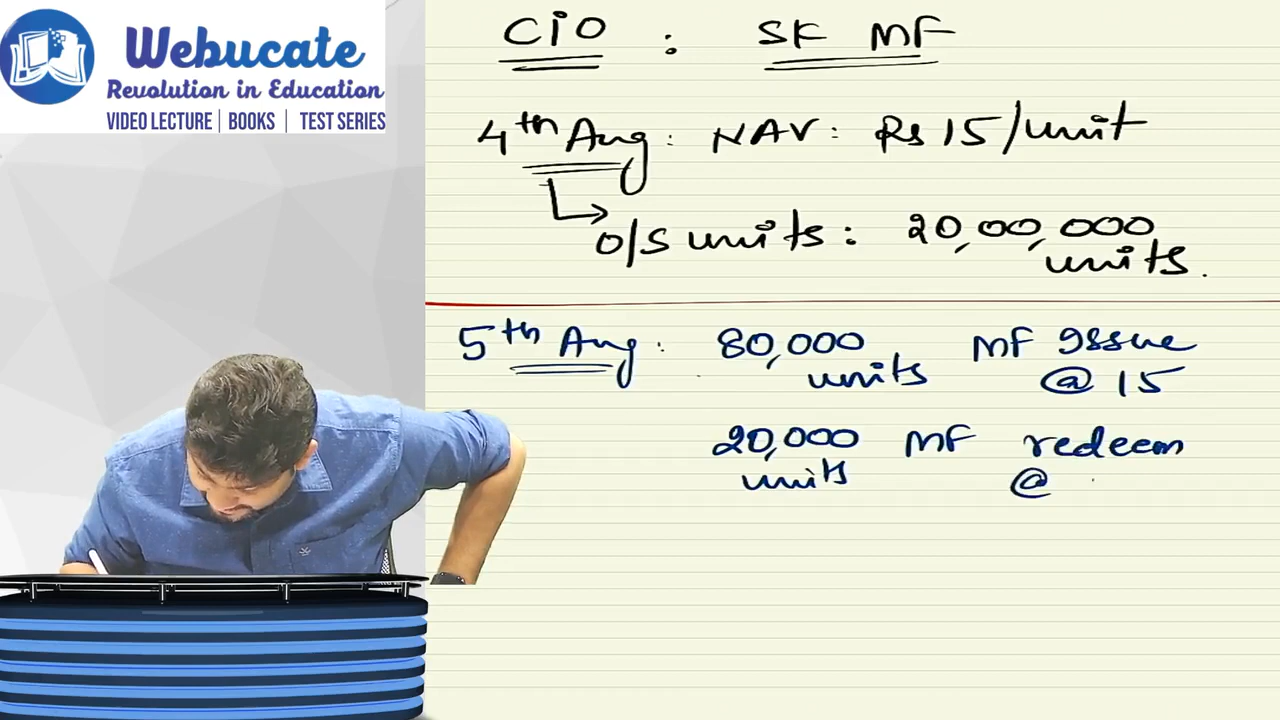 Webucate
Revolution in Education
VIDEO LECTURE | BOOKS | TEST SERIES
CIO : SK MF
4th Aug : NAV : Rs 15/unit
O/S units : 20,00,000
units.
5th Aug : 80,000 MF Issue
units @ 15
20,000 MF redeem
units @